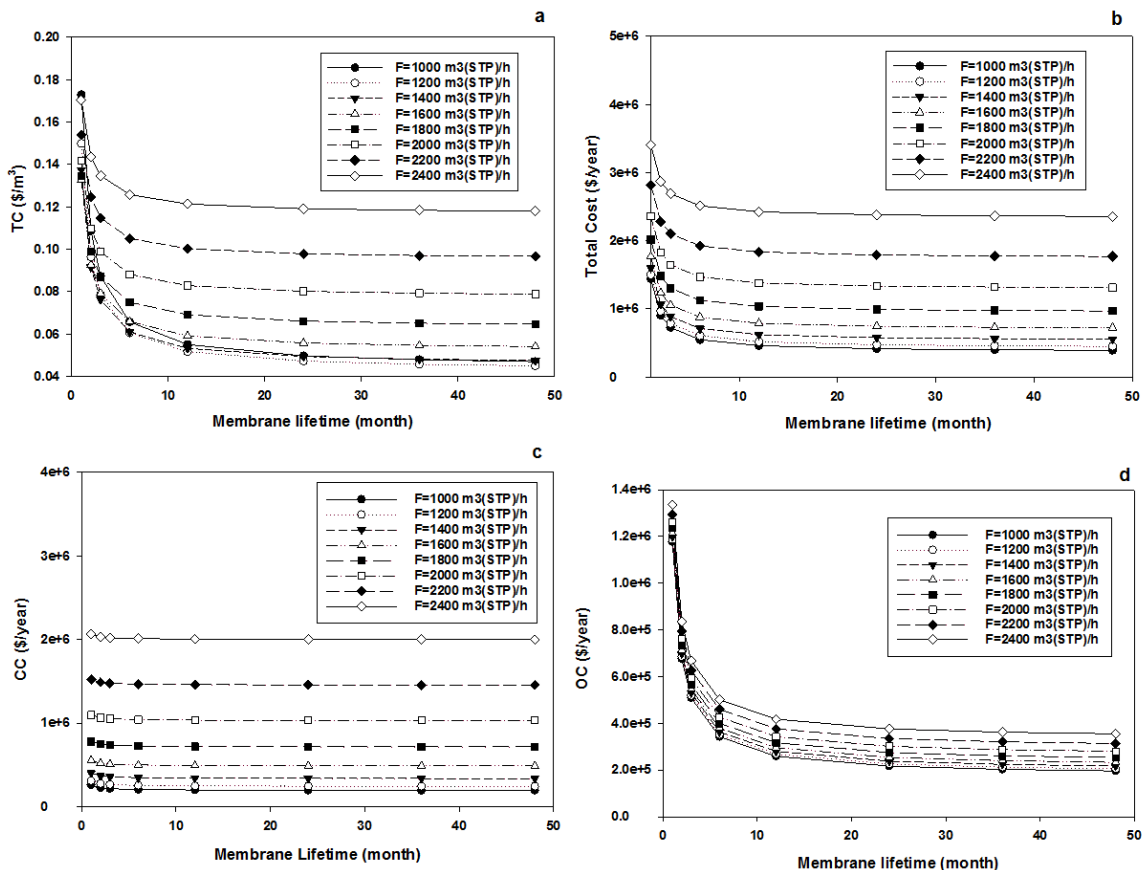 a
0.20
0.18
0.16
0.14
0.12
0.10
0.08
0.06
0.04
TC ($/m³)
F=1000 m3(STP)/h
F=1200 m3(STP)/h
F=1400 m3(STP)/h
F=1600 m3(STP)/h
F=1800 m3(STP)/h
F=2000 m3(STP)/h
F=2200 m3(STP)/h
F=2400 m3(STP)/h
0 10 20 30 40 50
Membrane lifetime (month)
b
5e+6
4e+6
3e+6
2e+6
1e+6
0
Total Cost ($/year)
F=1000 m3(STP)/h
F=1200 m3(STP)/h
F=1400 m3(STP)/h
F=1600 m3(STP)/h
F=1800 m3(STP)/h
F=2000 m3(STP)/h
F=2200 m3(STP)/h
F=2400 m3(STP)/h
10 20 30 40 50
Membrane lifetime (month)
c
4e+6
3e+6
2e+6
1e+6
0
CC ($/year)
F=1000 m3(STP)/h
F=1200 m3(STP)/h
F=1400 m3(STP)/h
F=1600 m3(STP)/h
F=1800 m3(STP)/h
F=2000 m3(STP)/h
F=2200 m3(STP)/h
F=2400 m3(STP)/h
0 10 20 30 40 50
Membrane Lifetime (month)
d
1.4e+6
1.2e+6
1.0e+6
8.0e+5
6.0e+5
4.0e+5
2.0e+5
0.0
OC ($/year)
F=1000 m3(STP)/h
F=1200 m3(STP)/h
F=1400 m3(STP)/h
F=1600 m3(STP)/h
F=1800 m3(STP)/h
F=2000 m3(STP)/h
F=2200 m3(STP)/h
F=2400 m3(STP)/h
0 10 20 30 40 50
Membrane lifetime (month)